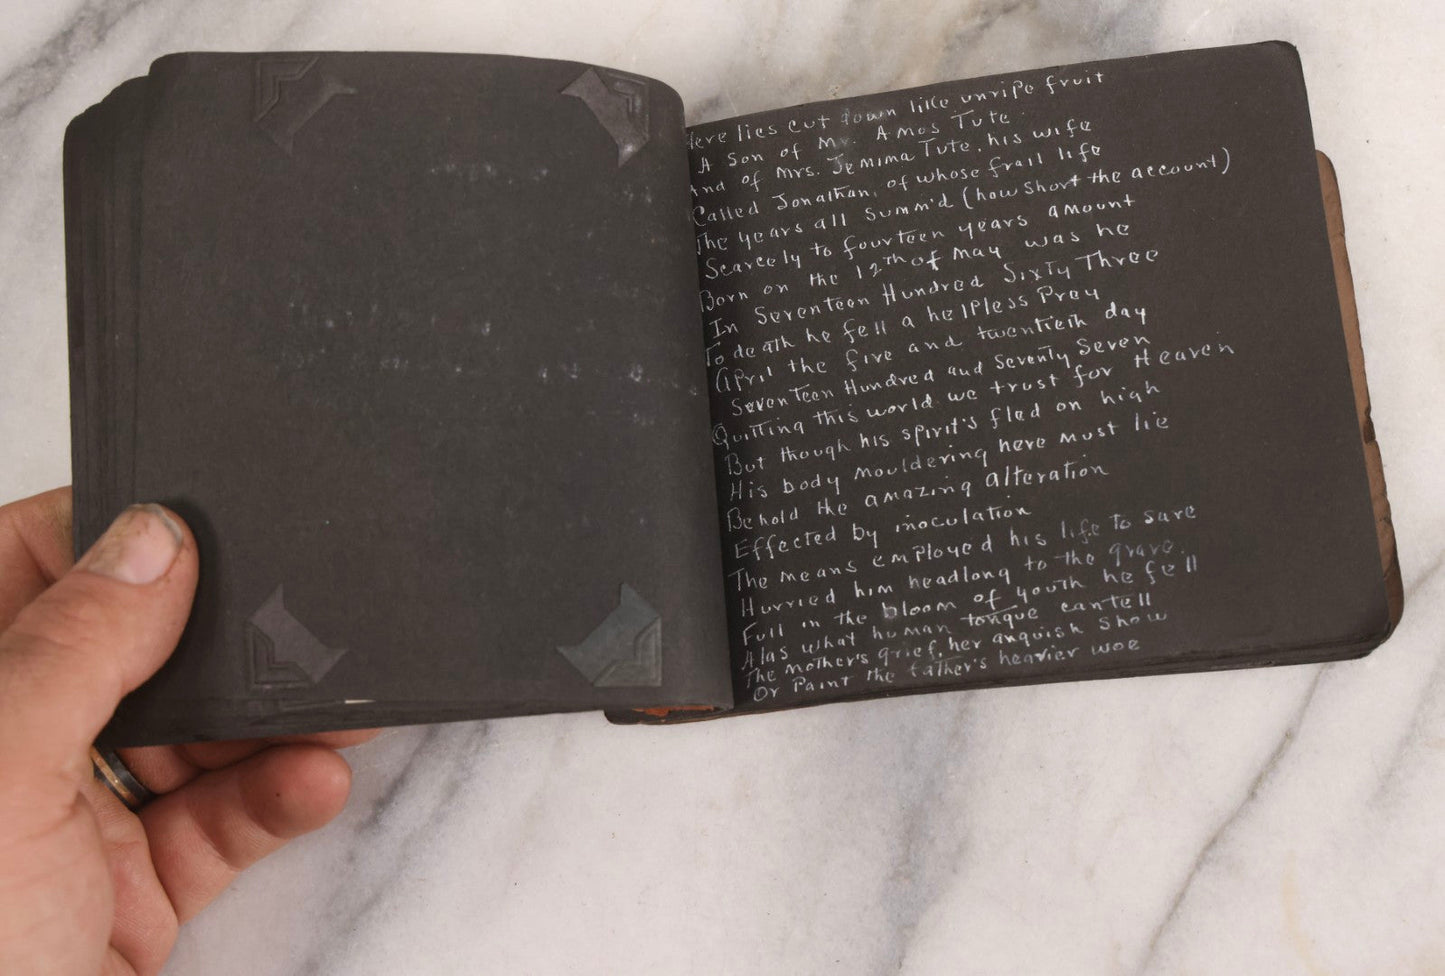 Here lies cut down like unripe fruit
A son of Mr. Amos Tute
And of Mrs. Jemima Tute, his wife
Called Jonathan, of whose frail life
The years all Summ'd (how short the account)
Scarcely to fourteen years amount
Born on the 12th of May was he
In Seventeen Hundred Sixty Three
To death he fell a helpless Prey
April the five and twentieth day
Seventeen Hundred and Seventy Seven
Quitting this world we trust for Heaven
But though his spirit's fled on high
His body mouldering here must lie
Behold the amazing alteration
Effected by inoculation
The means employed his life to save
Hurried him headlong to the grave.
Full in the bloom of youth he fell
Alas what human tongue can tell
The mother's grief, her anguish show
Or Paint the father's heavier woe